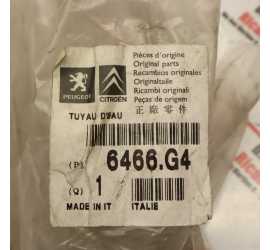 Pièces d'origine
Original parts
Recambios originales
Originalteile
Ricambi originali
Peças de origem
正廠零件
PEUGEOT
CITROËN
TUYAU D'EAU
(P) 6466.G4
(Q) 1
MADE IN IT ITALIE